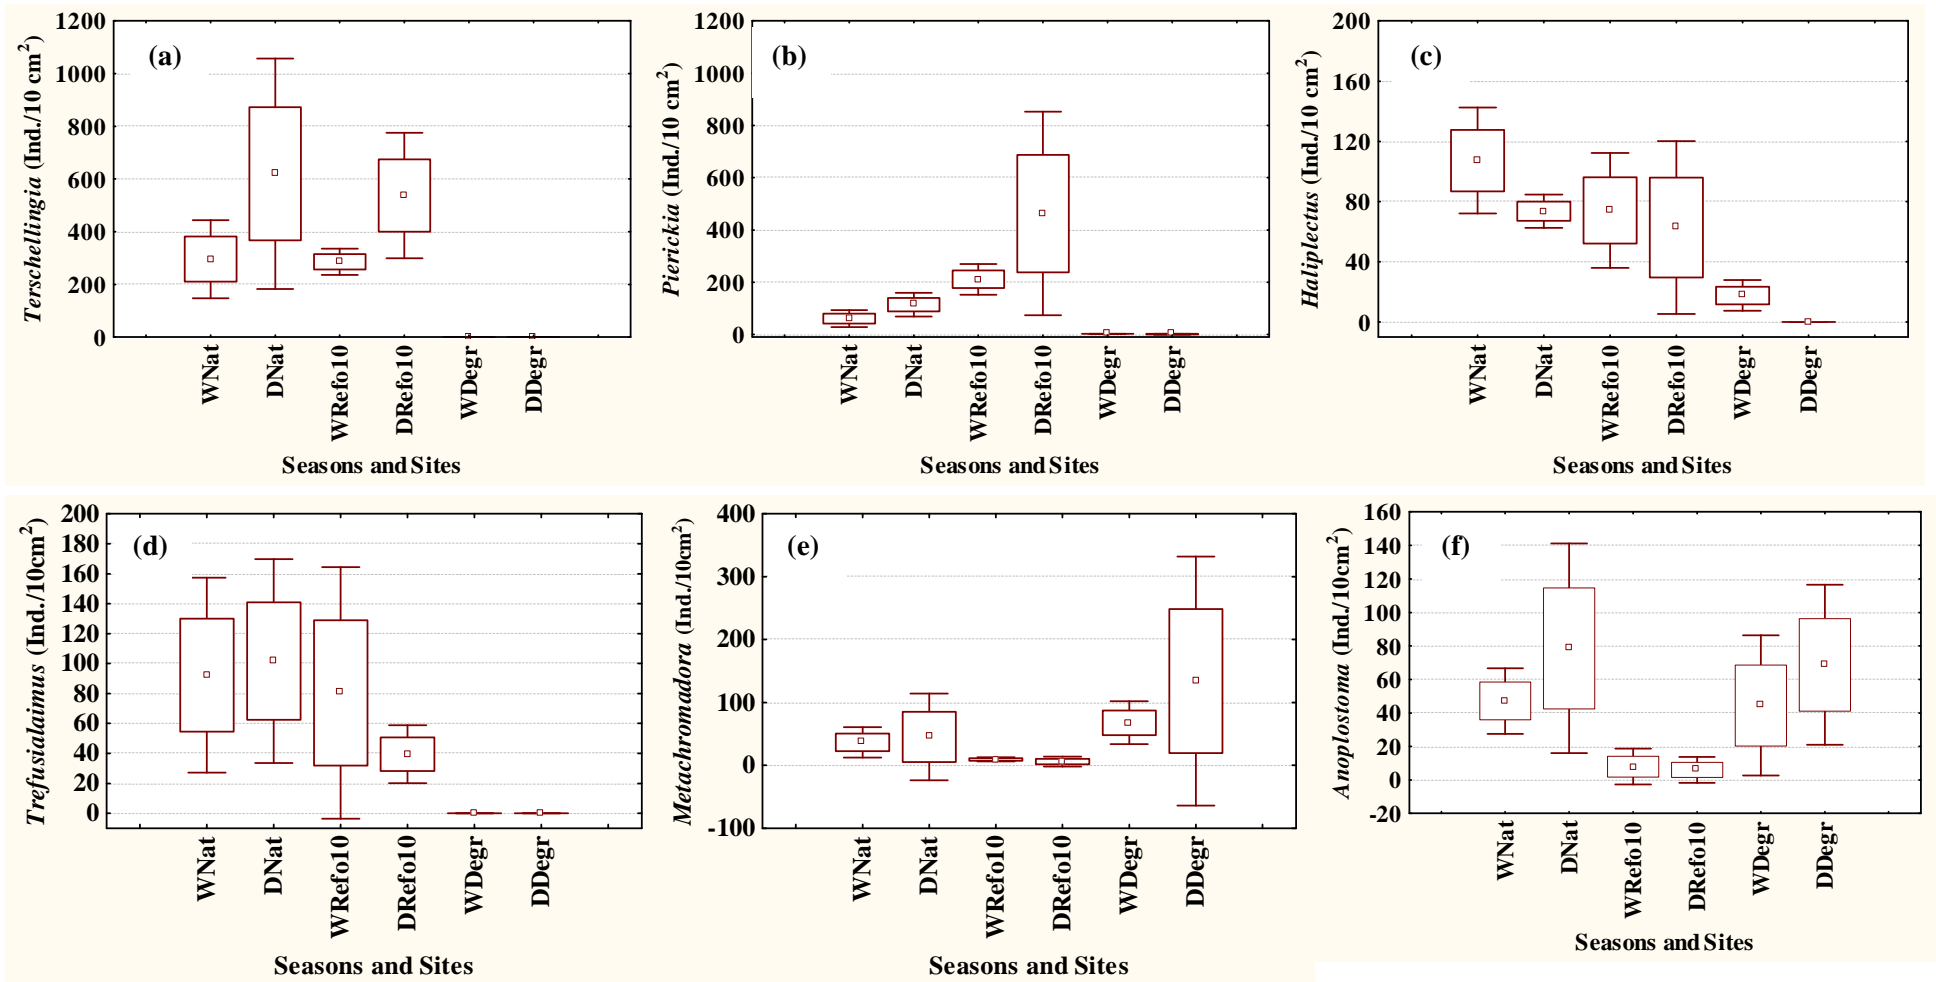 (a)
Terschellingia (Ind./10 cm²)
1200
1000
800
600
400
200
0
WNat
DNat
WRefo10
DRefo10
WDegr
DDegr
Seasons and Sites
(b)
Pierickia (Ind./10 cm²)
1200
1000
800
600
400
200
0
WNat
DNat
WRefo10
DRefo10
WDegr
DDegr
Seasons and Sites
(c)
Haliplectus (Ind./10 cm²)
200
160
120
80
40
0
WNat
DNat
WRefo10
DRefo10
WDegr
DDegr
Seasons and Sites
(d)
Trefusialaimus (Ind./10cm²)
200
180
160
140
120
100
80
60
40
20
0
WNat
DNat
WRefo10
DRefo10
WDegr
DDegr
Seasons and Sites
(e)
Metachromadora (Ind./10cm²)
400
300
200
100
0
-100
WNat
DNat
WRefo10
DRefo10
WDegr
DDegr
Seasons and Sites
(f)
Anoplostoma (Ind./10cm²)
160
140
120
100
80
60
40
20
0
-20
WNat
DNat
WRefo10
DRefo10
WDegr
DDegr
Seasons and Sites